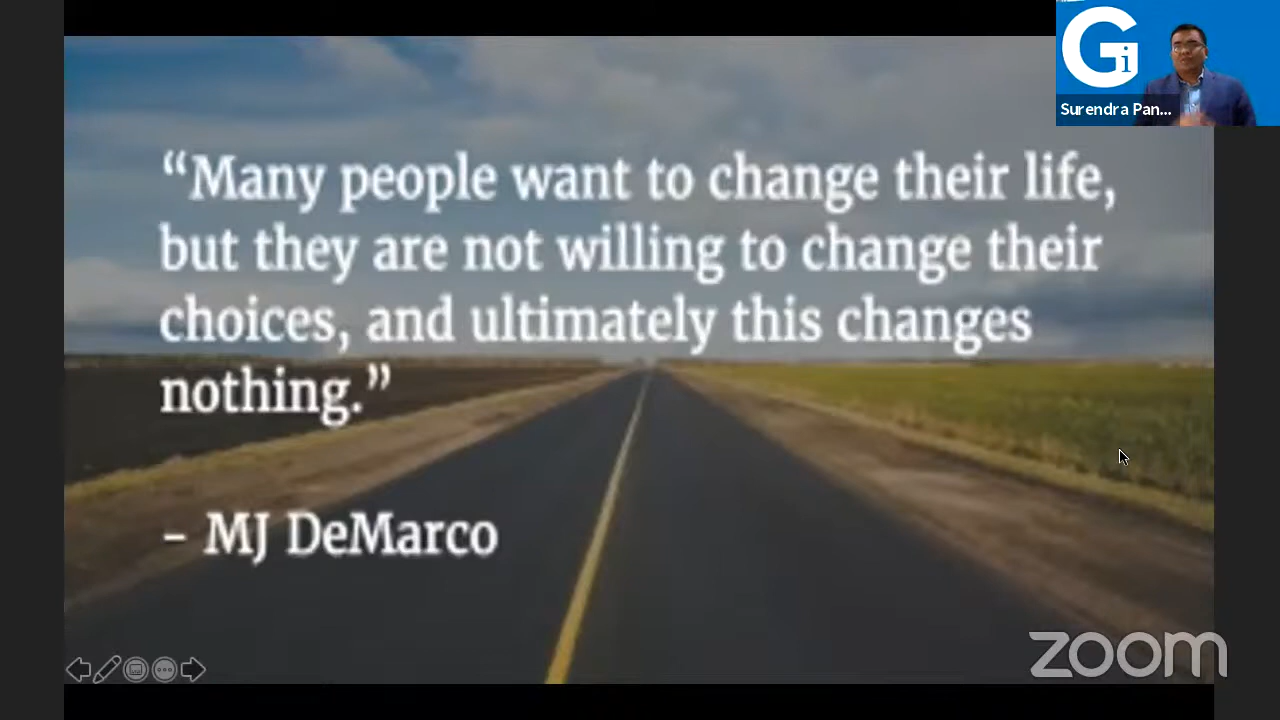 Gi
Surendra Pan...
“Many people want to change their life,
but they are not willing to change their
choices, and ultimately this changes
nothing.”
– MJ DeMarco
zoom